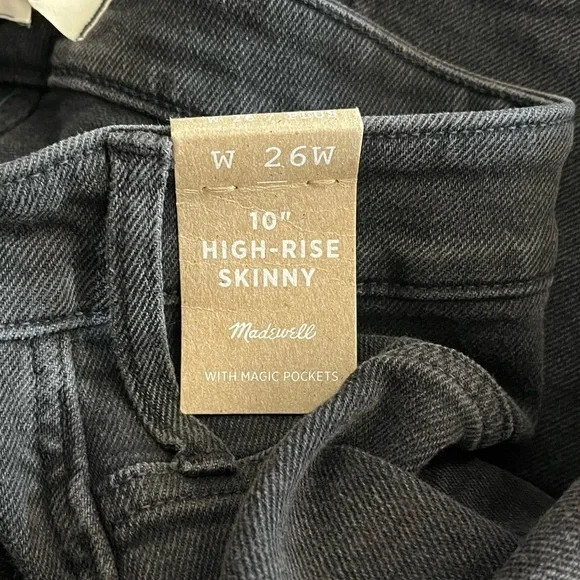 W 26W
10"
HIGH-RISE
SKINNY
Madewell
WITH MAGIC POCKETS